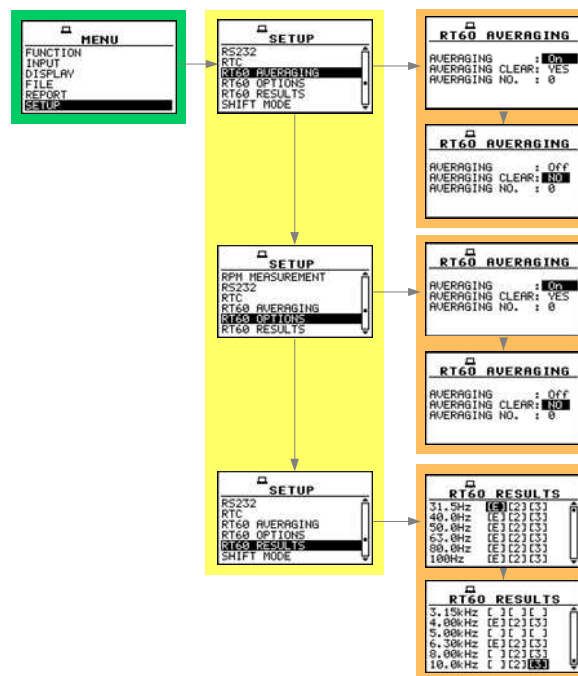 MENU
FUNCTION
INPUT
DISPLAY
FILE
REPORT
SETUP
SETUP
RS232
RTC
RT60 AVERAGING
RT60 OPTIONS
RT60 RESULTS
SHIFT MODE
RT60 AVERAGING
AVERAGING : On
AVERAGING CLEAR: YES
AVERAGING NO. : 0
RT60 AVERAGING
AVERAGING : Off
AVERAGING CLEAR: NO
AVERAGING NO. : 0
SETUP
RPM MEASUREMENT
RS232
RTC
RT60 AVERAGING
RT60 OPTIONS
RT60 RESULTS
RT60 AVERAGING
AVERAGING : On
AVERAGING CLEAR: YES
AVERAGING NO. : 0
RT60 AVERAGING
AVERAGING : Off
AVERAGING CLEAR: NO
AVERAGING NO. : 0
SETUP
RS232
RTC
RT60 AVERAGING
RT60 OPTIONS
RT60 RESULTS
SHIFT MODE
RT60 RESULTS
31.5Hz [E][2][3]
40.0Hz [E][2][3]
50.0Hz [E][2][3]
63.0Hz [E][2][3]
80.0Hz [E][2][3]
100Hz [E][2][3]
RT60 RESULTS
3.15kHz [ ][ ][ ]
4.00kHz [E][2][3]
5.00kHz [ ][ ][ ]
6.30kHz [E][2][3]
8.00kHz [ ][2][3]
10.0kHz [ ][2][3]